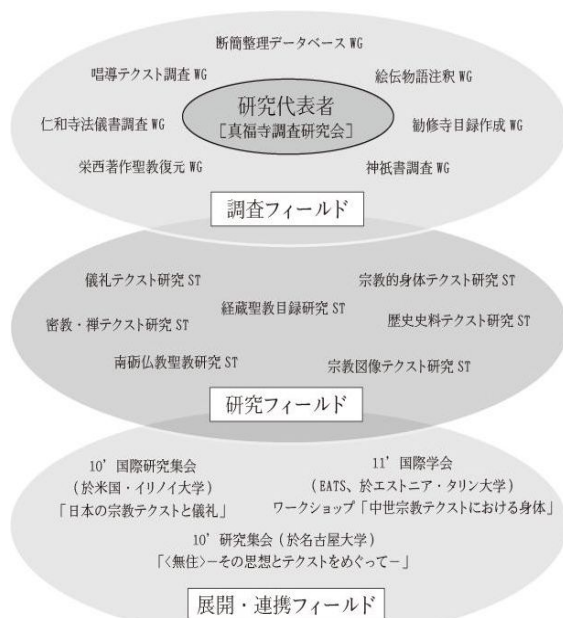 断簡整理データベース WG
唱導テクスト調査 WG
絵伝物語注釈 WG
研究代表者
［真福寺調査研究会］
仁和寺法儀書調査 WG
勧修寺目録作成 WG
栄西著作聖教復元 WG
神祇書調査 WG
調査フィールド
儀礼テクスト研究 ST
宗教的身体テクスト研究 ST
経蔵聖教目録研究 ST
密教・禅テクスト研究 ST
歴史史料テクスト研究 ST
南砺仏教聖教研究 ST
宗教図像テクスト研究 ST
研究フィールド
10’ 国際研究集会
（於米国・イリノイ大学）
「日本の宗教テクストと儀礼」
11’ 国際学会
（EATS、於エストニア・タリン大学）
ワークショップ「中世宗教テクストにおける身体」
10’ 研究集会（於名古屋大学）
「〈無住〉－その思想とテクストをめぐって－」
展開・連携フィールド